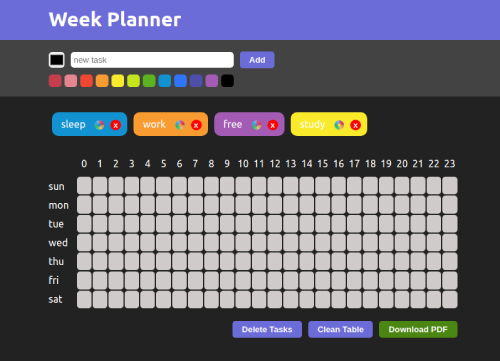 Week Planner
new task Add
sleep x work x free x study x
0 1 2 3 4 5 6 7 8 9 10 11 12 13 14 15 16 17 18 19 20 21 22 23
sun
mon
tue
wed
thu
fri
sat
Delete Tasks Clean Table Download PDF